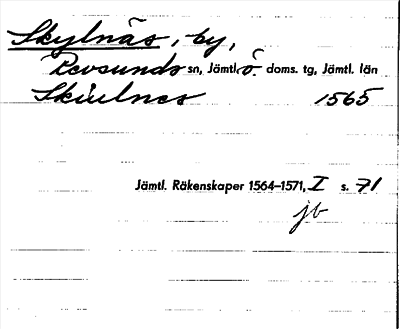 Skylnäs, by,
Revsunds sn, Jämtl. ö. doms. tg, Jämtl. län
Skiulnes 1565
Jämtl. Räkenskaper 1564–1571, I s. 71
jb